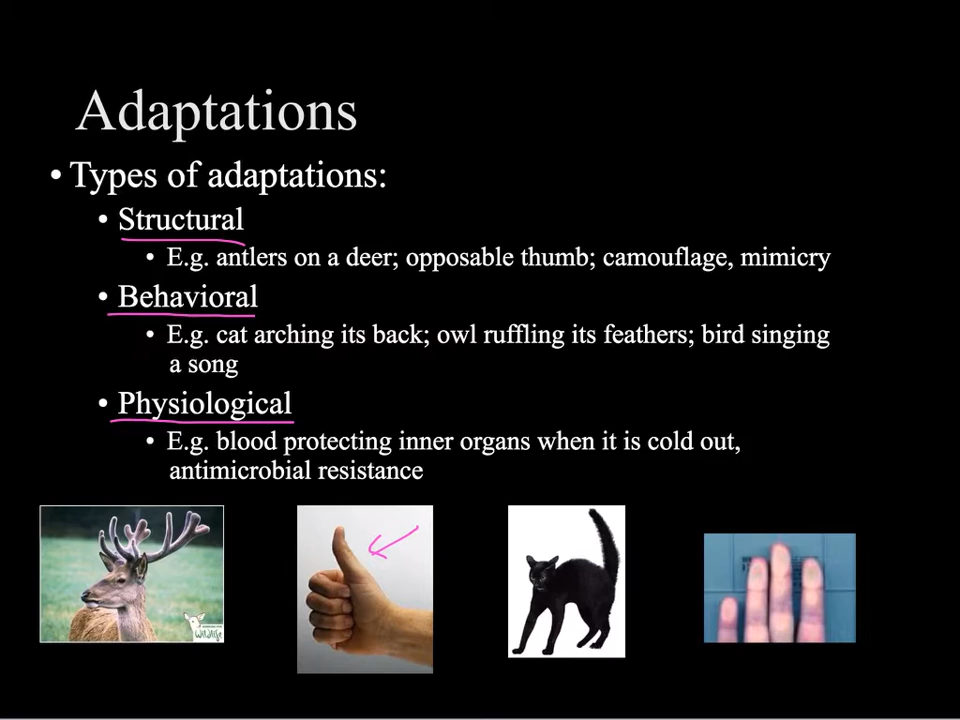 Adaptations
• Types of adaptations:
• Structural
• E.g. antlers on a deer; opposable thumb; camouflage, mimicry
• Behavioral
• E.g. cat arching its back; owl ruffling its feathers; bird singing
a song
• Physiological
• E.g. blood protecting inner organs when it is cold out,
antimicrobial resistance
Wildlife